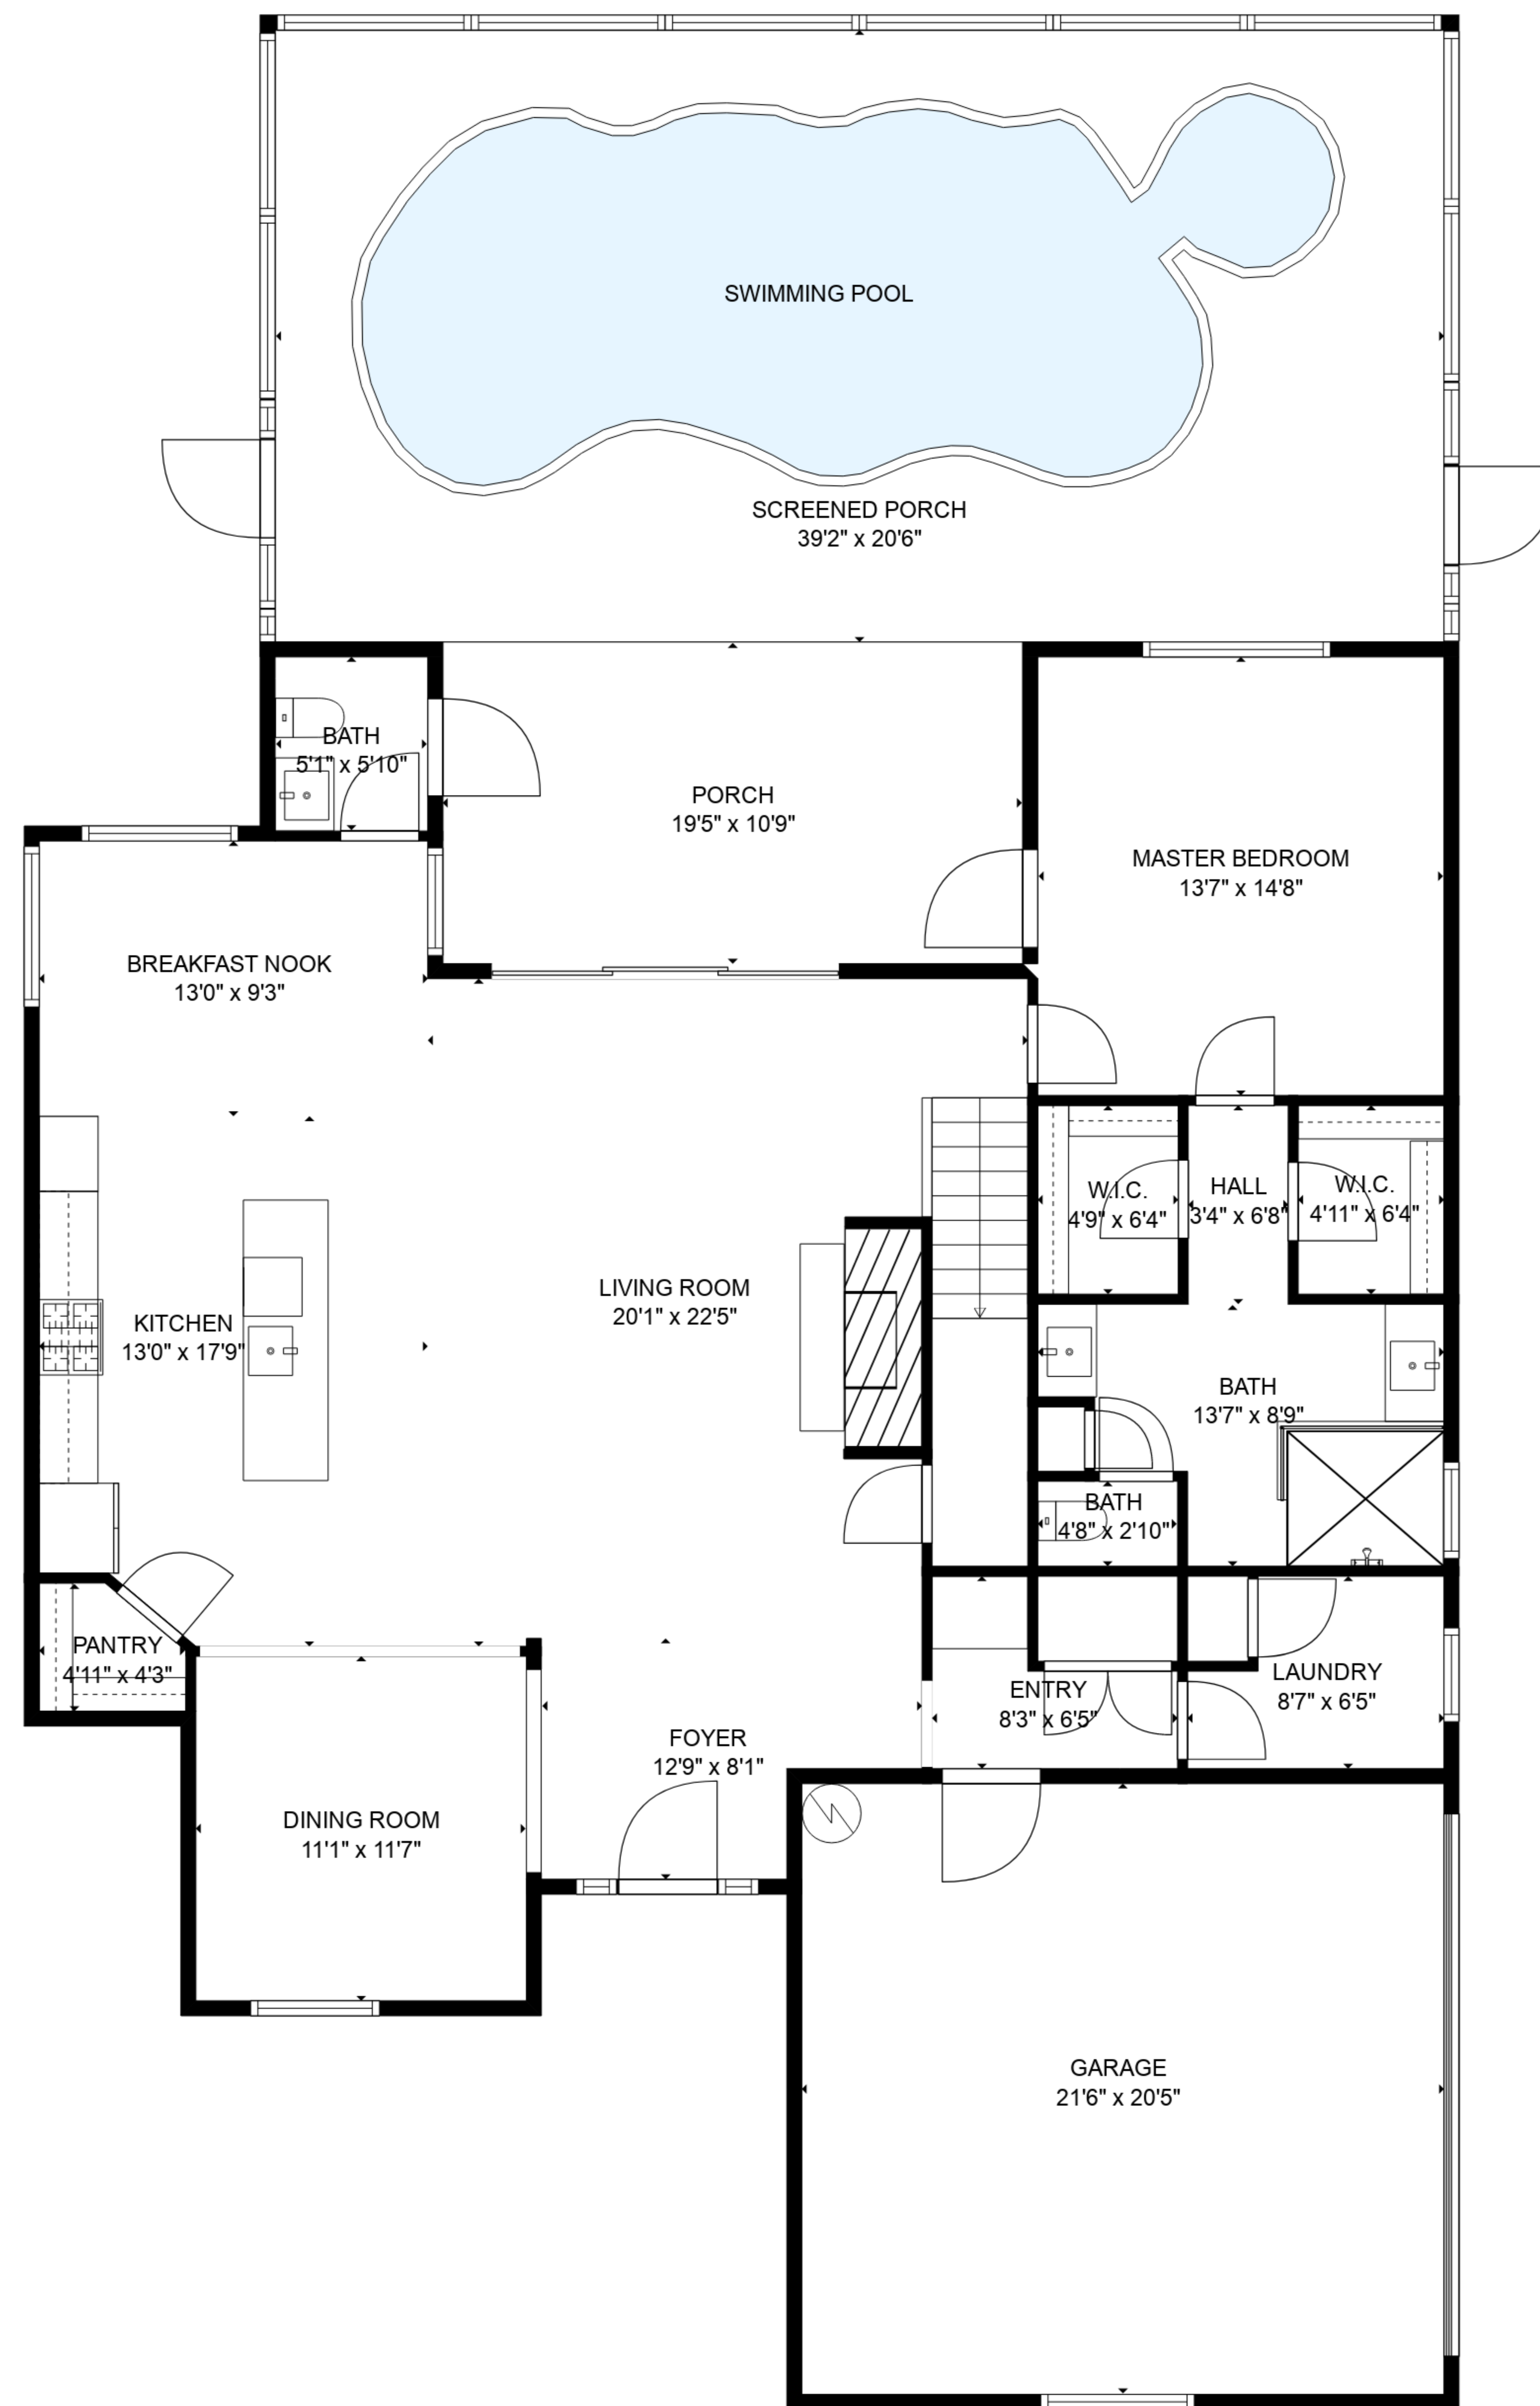 SWIMMING POOL
SCREENED PORCH
39'2" x 20'6"
BATH
5'1" x 5'10"
PORCH
19'5" x 10'9"
MASTER BEDROOM
13'7" x 14'8"
BREAKFAST NOOK
13'0" x 9'3"
W.I.C.
4'9" x 6'4"
HALL
3'4" x 6'8"
W.I.C.
4'11" x 6'4"
LIVING ROOM
20'1" x 22'5"
KITCHEN
13'0" x 17'9"
BATH
13'7" x 8'9"
BATH
4'8" x 2'10"
PANTRY
4'11" x 4'3"
ENTRY
8'3" x 6'5"
LAUNDRY
8'7" x 6'5"
FOYER
12'9" x 8'1"
DINING ROOM
11'1" x 11'7"
GARAGE
21'6" x 20'5"